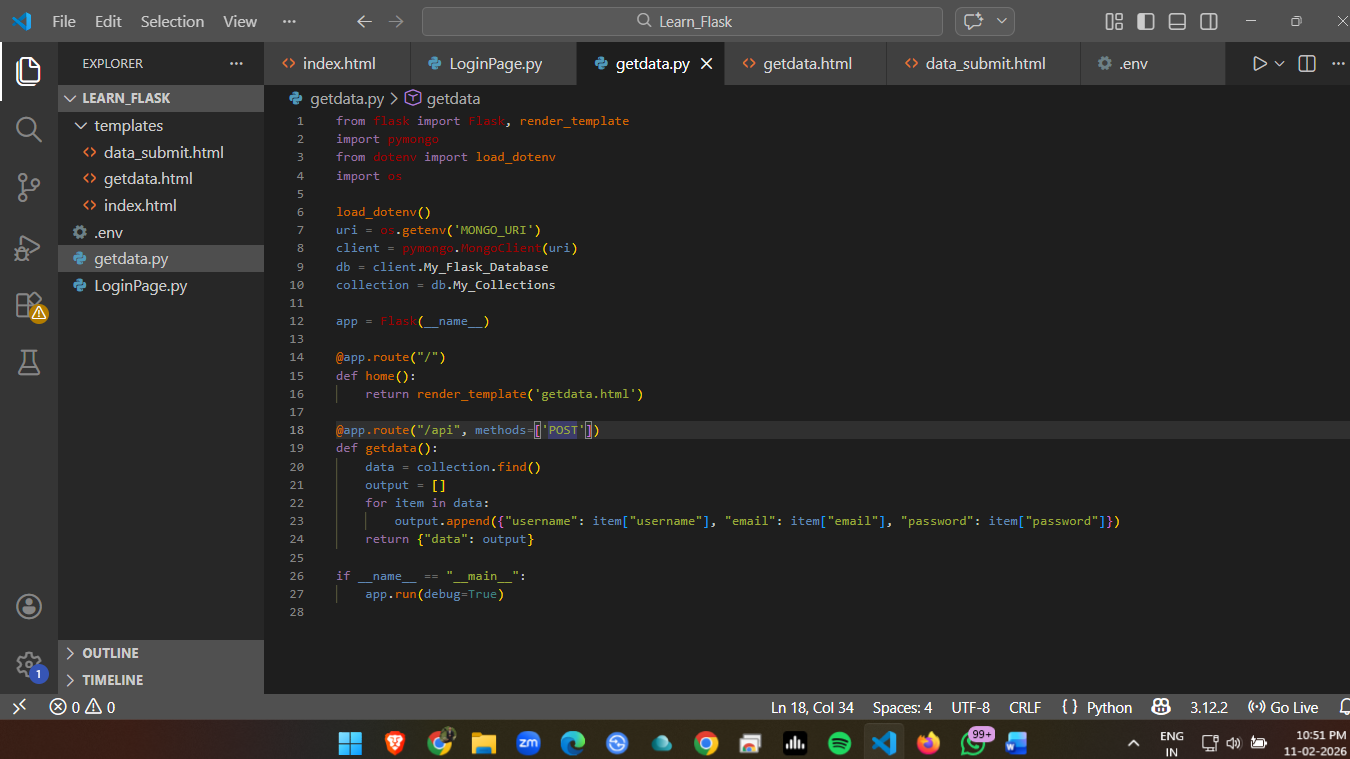 File Edit Selection View ··· Learn_Flask
EXPLORER ···
LEARN_FLASK
templates
data_submit.html
getdata.html
index.html
.env
getdata.py
LoginPage.py
OUTLINE
TIMELINE
index.html LoginPage.py getdata.py getdata.html data_submit.html .env ···
getdata.py > getdata
1 from flask import Flask, render_template
2 import pymongo
3 from dotenv import load_dotenv
4 import os
5
6 load_dotenv()
7 uri = os.getenv('MONGO_URI')
8 client = pymongo.MongoClient(uri)
9 db = client.My_Flask_Database
10 collection = db.My_Collections
11
12 app = Flask(__name__)
13
14 @app.route("/")
15 def home():
16     return render_template('getdata.html')
17
18 @app.route("/api", methods=['POST'])
19 def getdata():
20     data = collection.find()
21     output = []
22     for item in data:
23         output.append({"username": item["username"], "email": item["email"], "password": item["password"]})
24     return {"data": output}
25
26 if __name__ == "__main__":
27     app.run(debug=True)
28
1
0 0 Ln 18, Col 34 Spaces: 4 UTF-8 CRLF { } Python 3.12.2 Go Live
zm 99+ W ENG IN 10:51 PM
11-02-2026